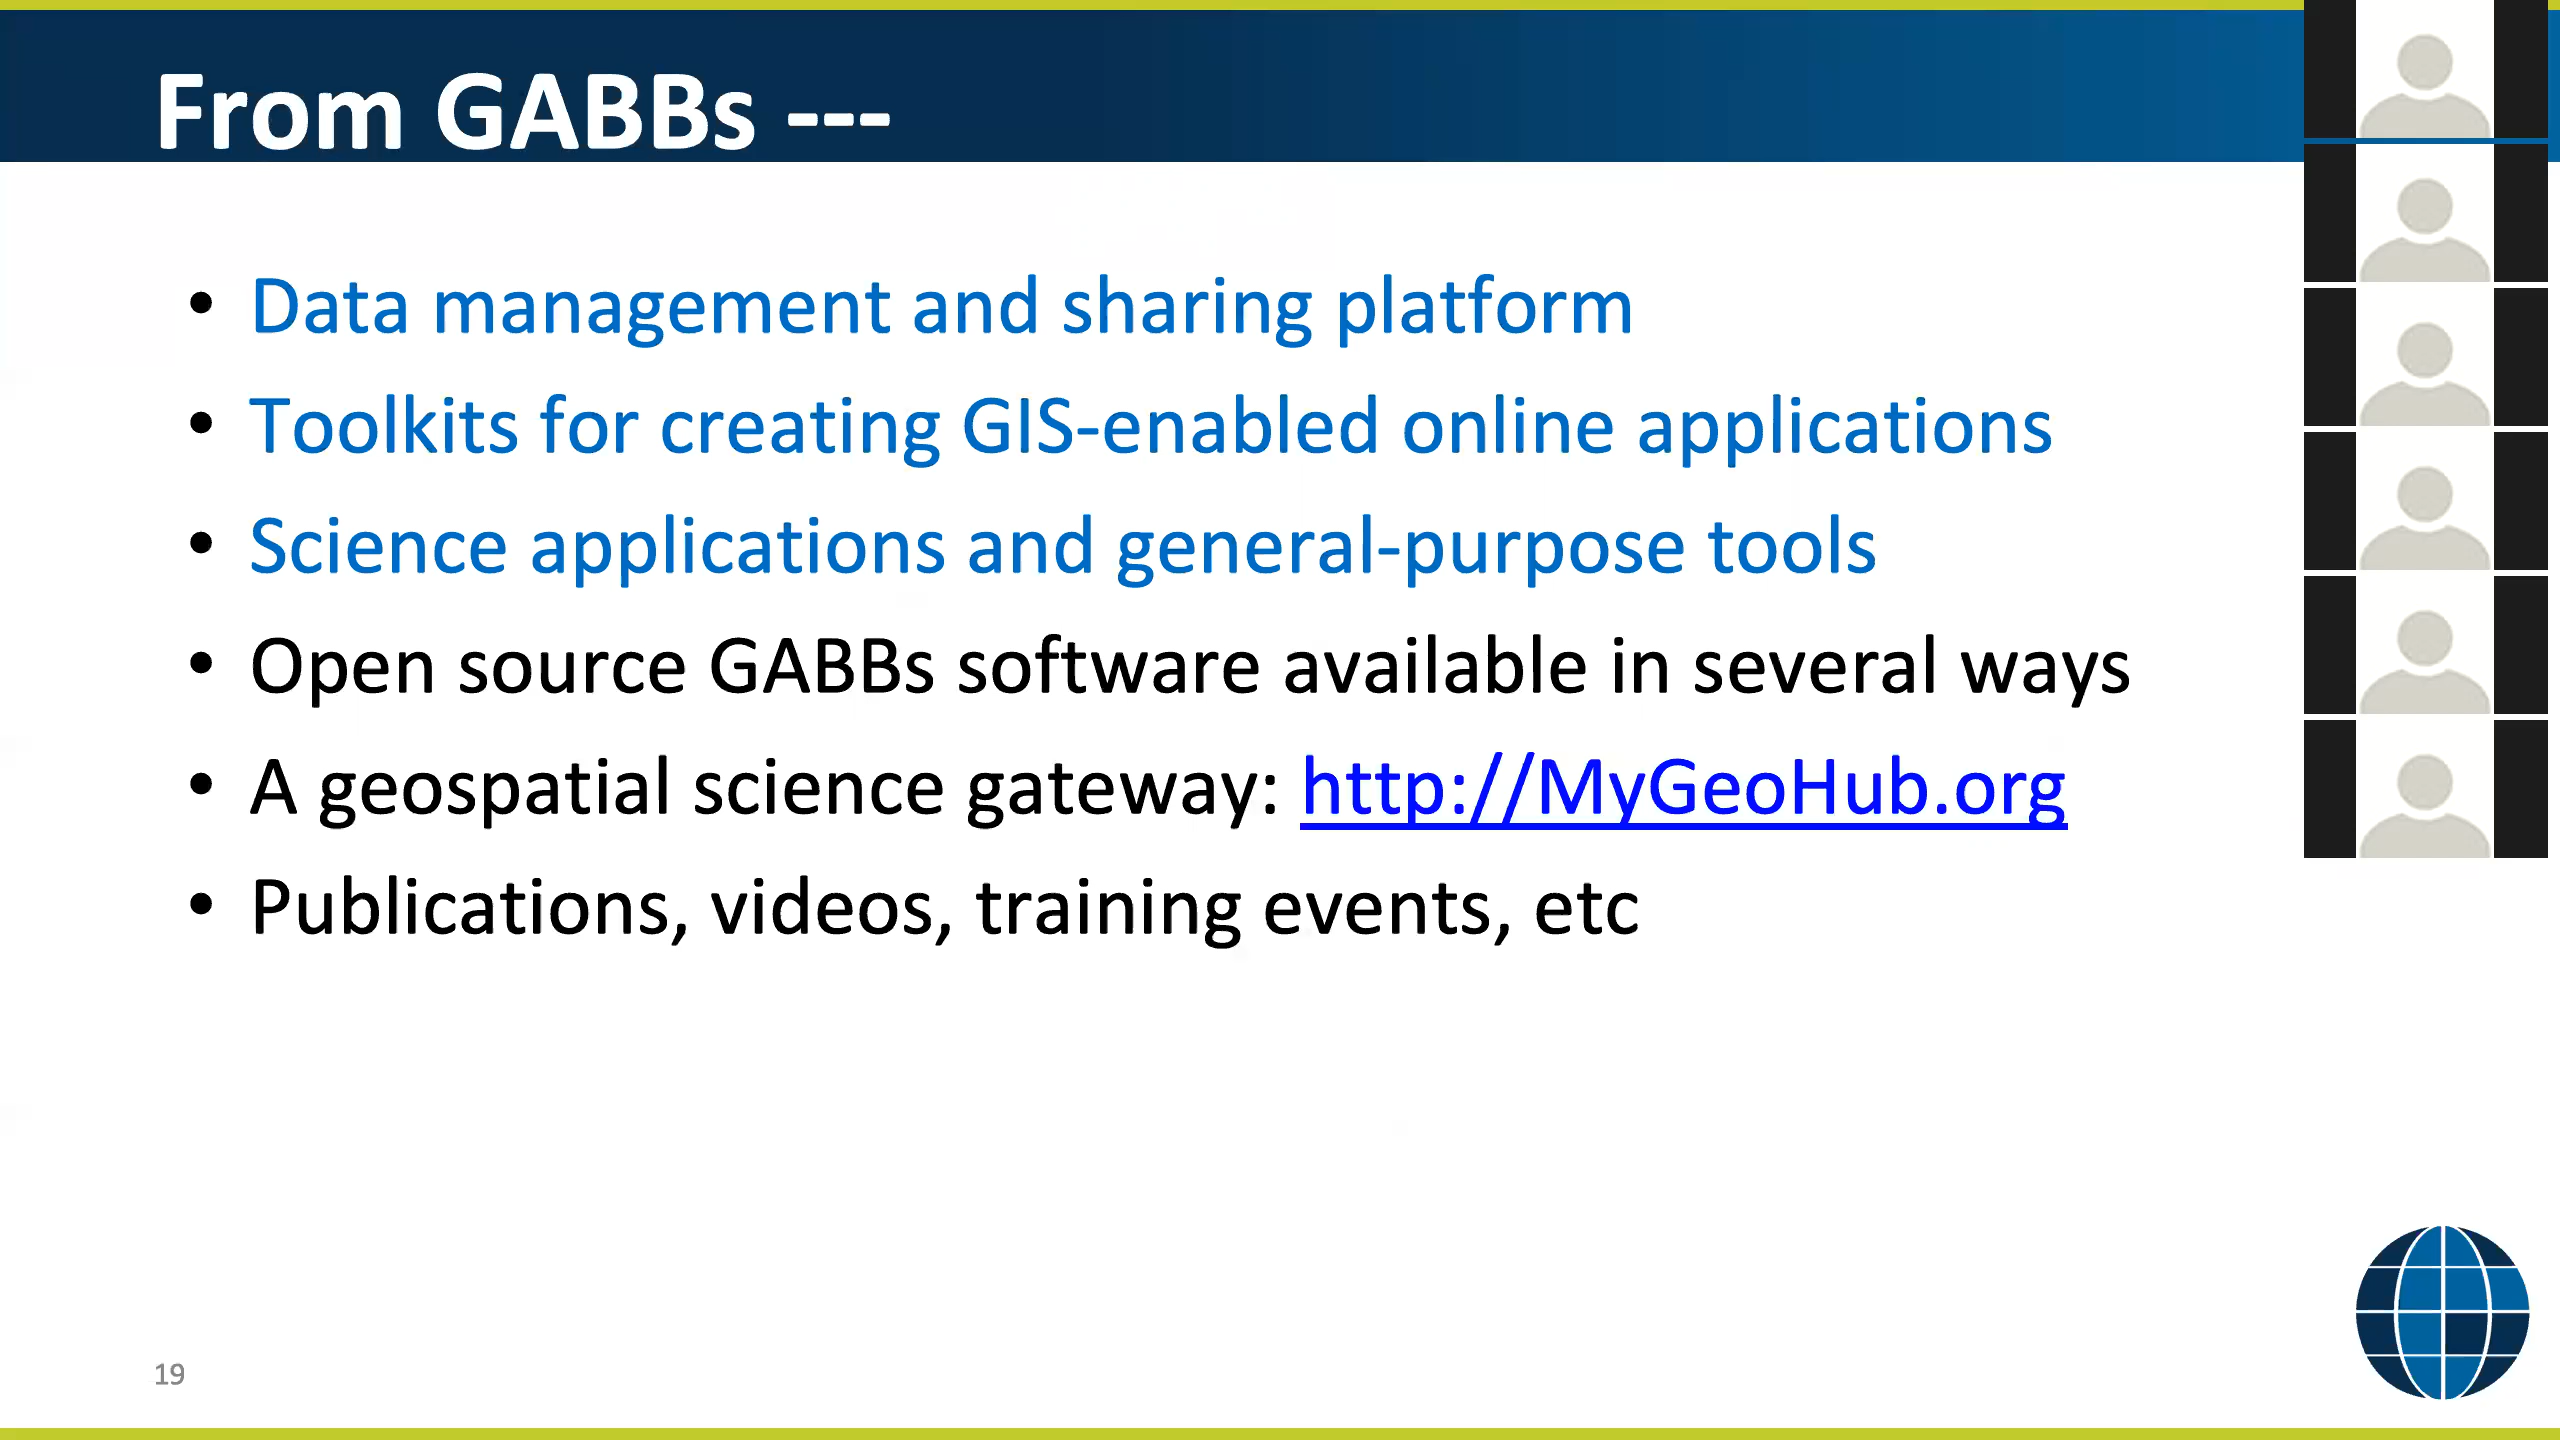 From GABBs ---
• Data management and sharing platform
• Toolkits for creating GIS-enabled online applications
• Science applications and general-purpose tools
• Open source GABBs software available in several ways
• A geospatial science gateway: http://MyGeoHub.org
• Publications, videos, training events, etc
19